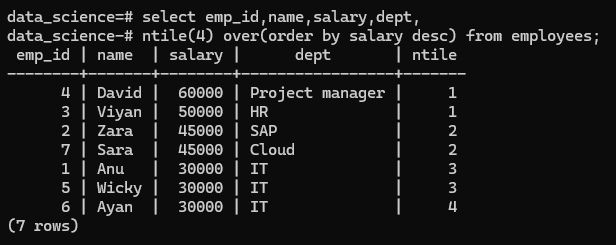 data_science=# select emp_id,name,salary,dept,
data_science-# ntile(4) over(order by salary desc) from employees;
 emp_id | name  | salary |      dept       | ntile
--------+-------+--------+-----------------+-------
      4 | David |  60000 | Project manager |     1
      3 | Viyan |  50000 | HR              |     1
      2 | Zara  |  45000 | SAP             |     2
      7 | Sara  |  45000 | Cloud           |     2
      1 | Anu   |  30000 | IT              |     3
      5 | Wicky |  30000 | IT              |     3
      6 | Ayan  |  30000 | IT              |     4
(7 rows)